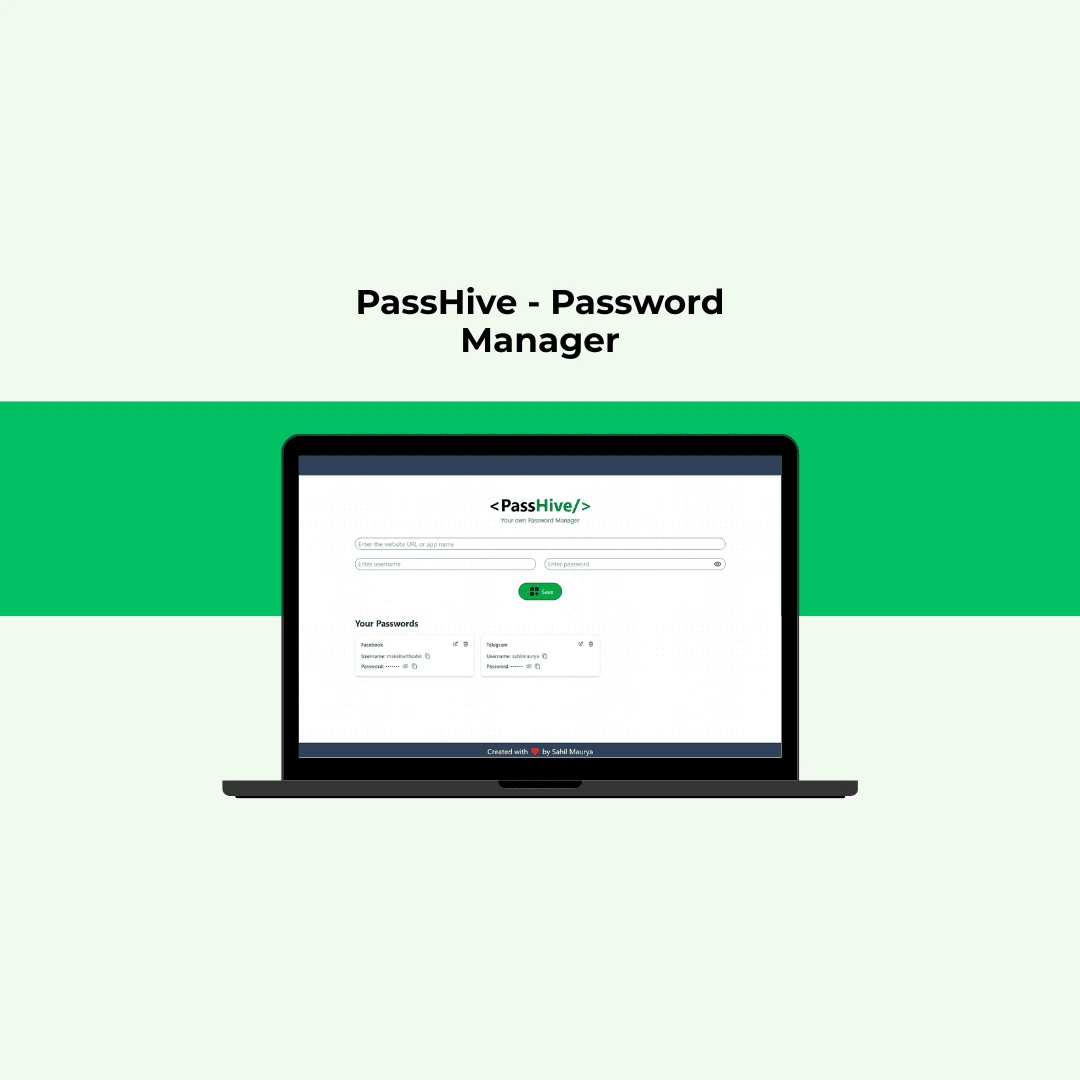 PassHive - Password
Manager
<PassHive/>
Your own Password Manager
Enter the website URL or app name
Enter username
Enter password
Save
Your Passwords
Facebook
Username:
Password: •••••••
Telegram
Username: sahilmaurya
Password: ••••••
Created with ❤ by Sahil Maurya